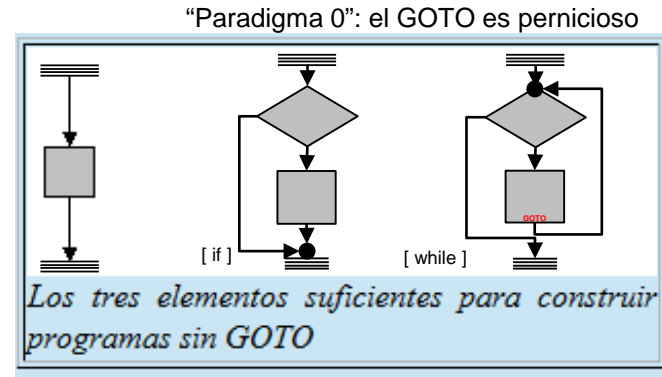 “Paradigma 0”: el GOTO es pernicioso
GOTO
[ if ]
[ while ]
Los tres elementos suficientes para construir
programas sin GOTO